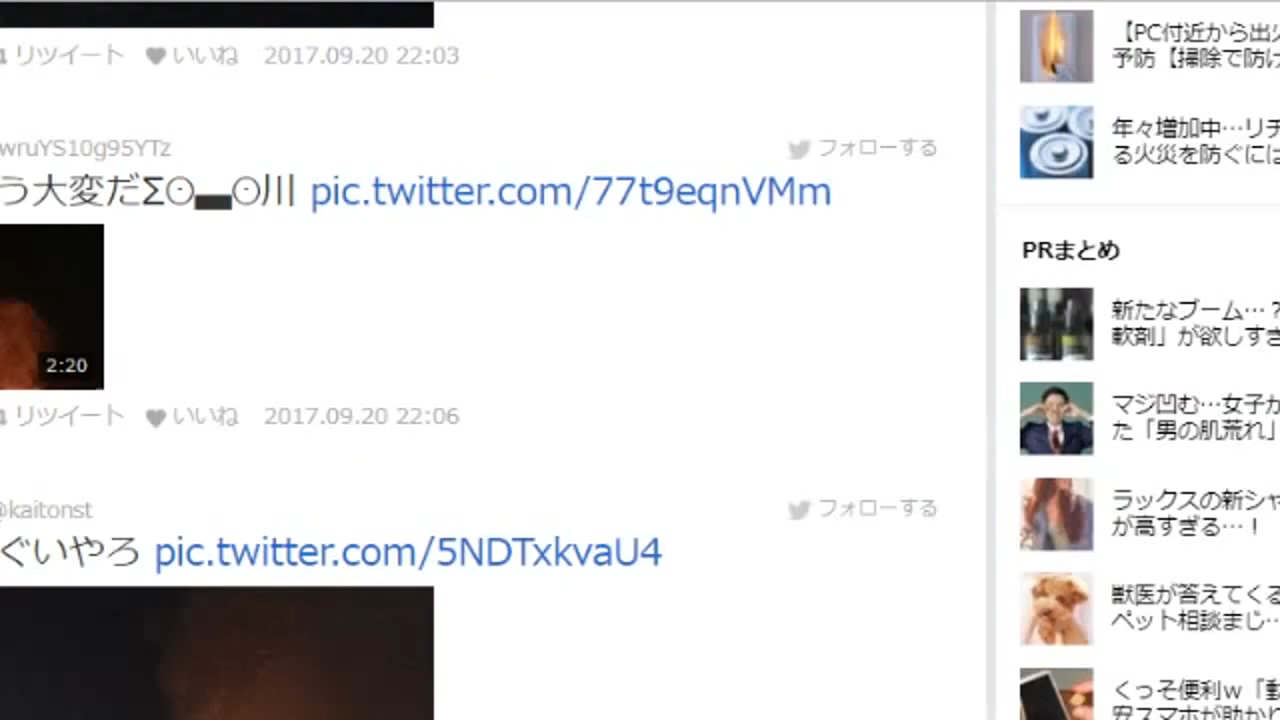 リツイート いいね 2017.09.20 22:03
wruYS10g95YTz フォローする
う大変だΣ⊙▃⊙川 pic.twitter.com/77t9eqnVMm
2:20
リツイート いいね 2017.09.20 22:06
@kaitonst フォローする
ぐいやろ pic.twitter.com/5NDTxkvaU4
【PC付近から出火
予防【掃除で防け
年々増加中…リチ
る火災を防ぐには
PRまとめ
新たなブーム…？
軟剤」が欲しすぎ
マジ凹む…女子が
た「男の肌荒れ」
ラックスの新シャ
が高すぎる…！
獣医が答えてくる
ペット相談まじ…
くっそ便利ｗ「動
安スマホが助かり